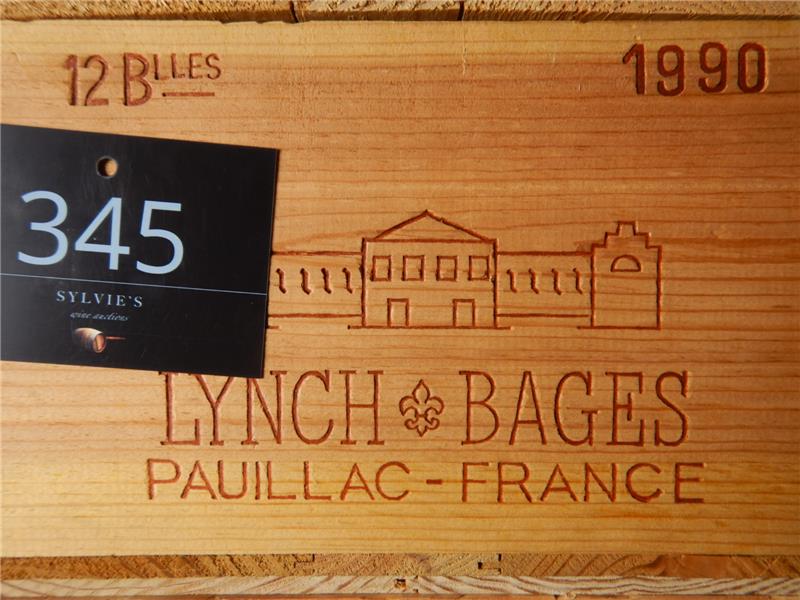 12 BLLES
1990
345
SYLVIE'S
wine auctions
LYNCH BAGES
PAUILLAC-FRANCE